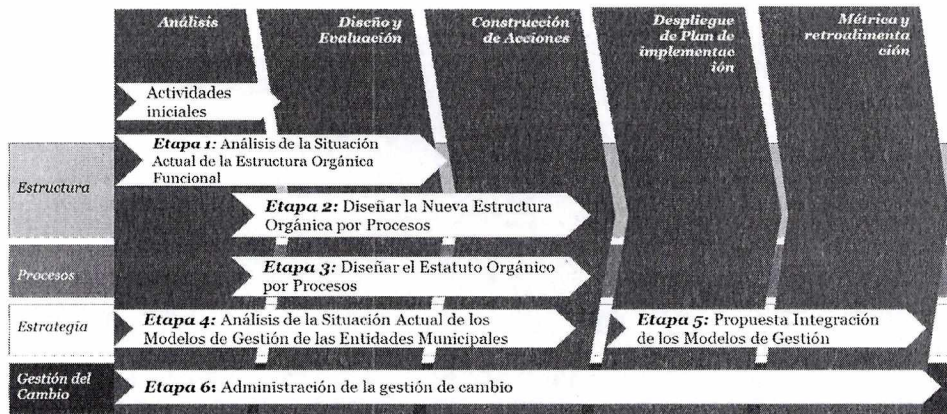 Análisis
Diseño y
Evaluación
Construcción
de Acciones
Despliegue
de Plan de
implementac
ión
Métrica y
retroalimenta
ción
Actividades
iniciales
Estructura
Etapa 1: Análisis de la Situación
Actual de la Estructura Orgánica
Funcional
Etapa 2: Diseñar la Nueva Estructura
Orgánica por Procesos
Procesos
Etapa 3: Diseñar el Estatuto Orgánico
por Procesos
Estrategia
Etapa 4: Análisis de la Situación Actual de los
Modelos de Gestión de las Entidades Municipales
Etapa 5: Propuesta Integración
de los Modelos de Gestión
Gestión del
Cambio
Etapa 6: Administración de la gestión de cambio